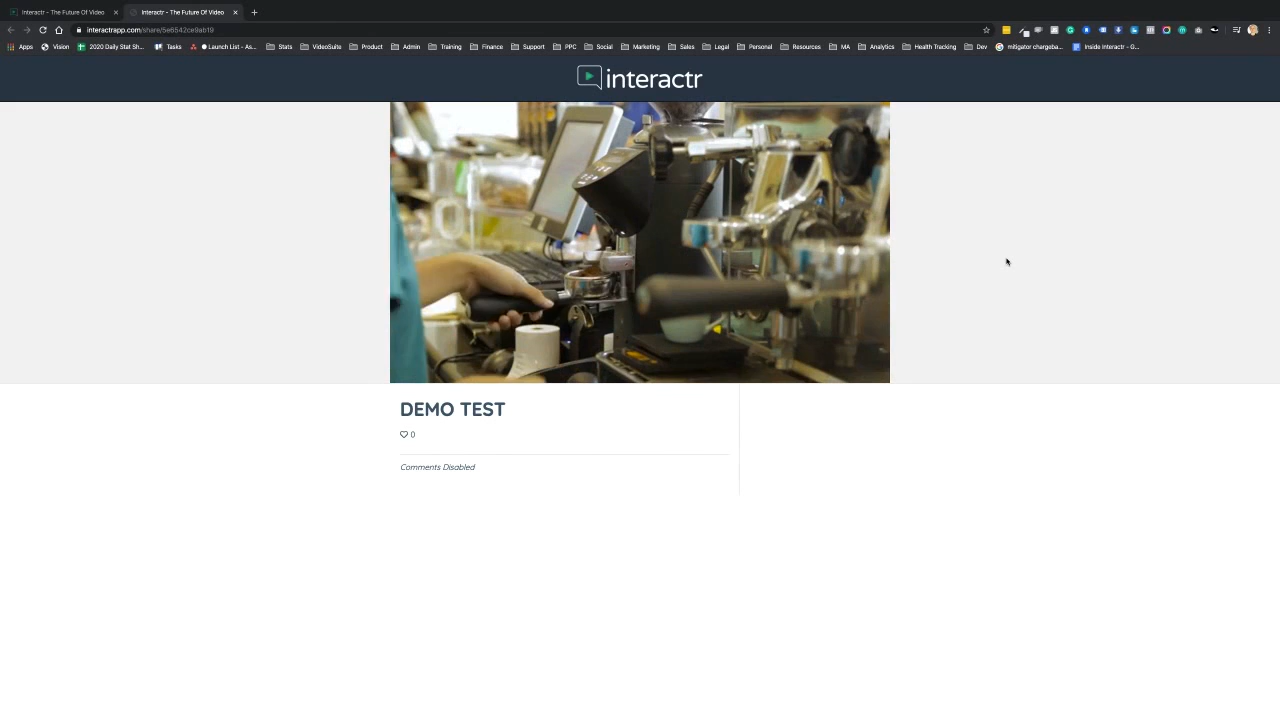 Interactr - The Future Of Video
Interactr - The Future Of Video
interactrapp.com/share/5e6542ce9ab19
Apps
Vision
2020 Daily Stat Sh...
Tasks
Launch List - As...
Stats
VideoSuite
Product
Admin
Training
Finance
Support
PPC
Social
Marketing
Sales
Legal
Personal
Resources
MA
Analytics
Health Tracking
Dev
mitigator chargeba...
Inside Interactr - G...
interactr
DEMO TEST
0
Comments Disabled